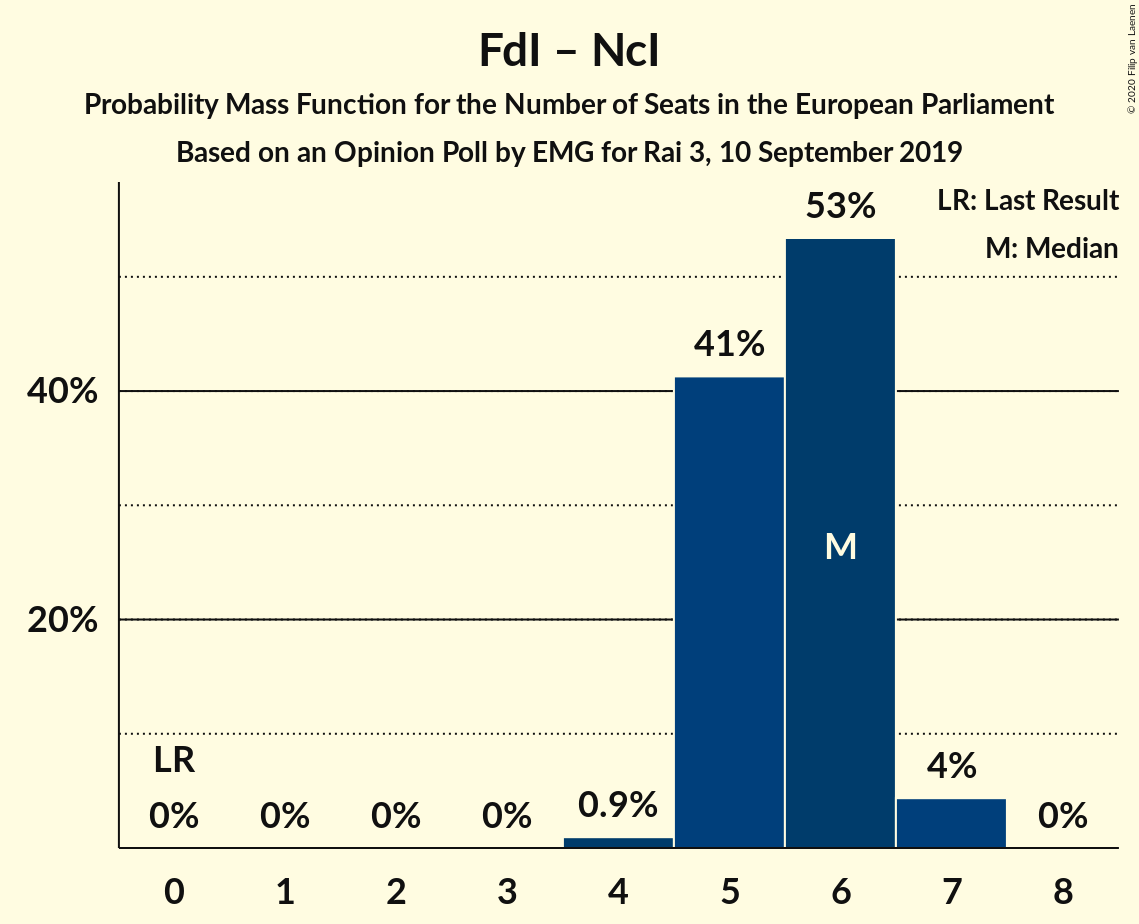 FdI – NcI
Probability Mass Function for the Number of Seats in the European Parliament
Based on an Opinion Poll by EMG for Rai 3, 10 September 2019
© 2020 Filip van Laenen
LR: Last Result
M: Median
53%
41%
40%
M
20%
LR
4%
0.9%
0% 0% 0% 0% 0%
0 1 2 3 4 5 6 7 8